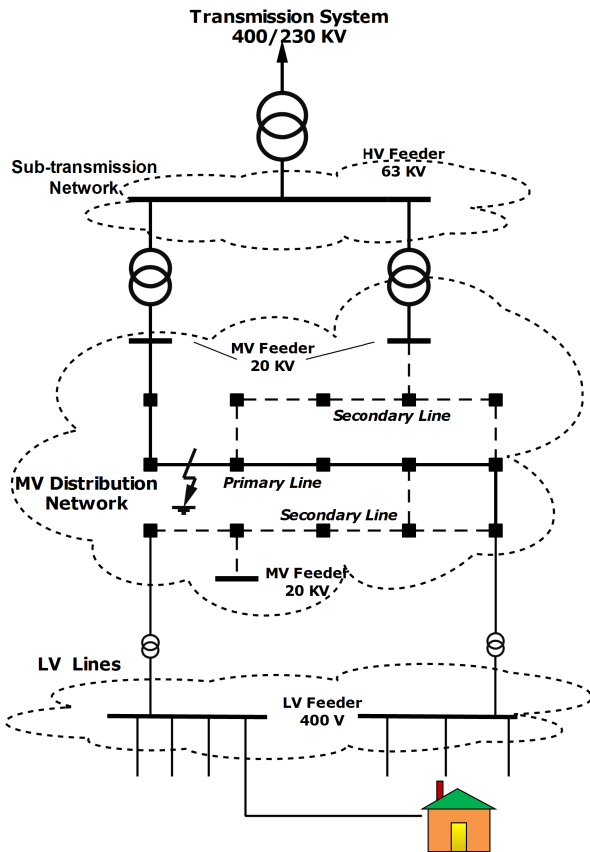 Transmission System
400/230 KV
HV Feeder
63 KV
Sub-transmission
Network
MV Feeder
20 KV
Secondary Line
Primary Line
MV Distribution
Network
Secondary Line
MV Feeder
20 KV
LV Lines
LV Feeder
400 V